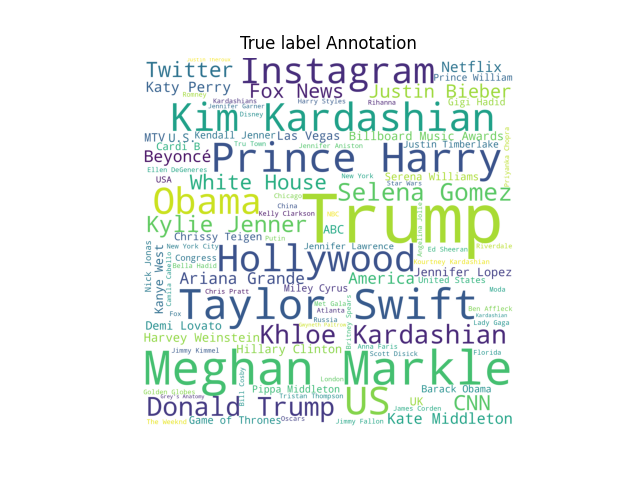 True label Annotation
Twitter Instagram Netflix
Prince William
Katy Perry Fox News Justin Bieber
Romney
Kardashians Harry Styles Rihanna Gigi Hadid
Jennifer Garner
Disney
Kim Kardashian
MTV U.S. Kendall Jenner Las Vegas Billboard Music Awards
Tru Town Jennifer Aniston Justin Timberlake
Cardi B
Beyoncé Prince Harry
Priyanka Chopra
Ellen DeGeneres
USA White House New York Serena Williams
Star Wars
Obama Chicago Selena Gomez
China
Kelly Clarkson NBC Trump
Kylie Jenner ABC
Angelina Jolie
Chrissy Teigen Putin Ed Sheeran Riverdale
New York City Hollywood Jennifer Lawrence
Nick Jonas
Kanye West
Camila Cabello
Congress Kourtney Kardashian
Bella Hadid
Ariana Grande America Jennifer Lopez
United States
Chris Pratt Miley Cyrus Moda
Taylor Swift
Met Gala
Atlanta
Britney Spears
Ben Affleck
Fox Russia Kardashian
Demi Lovato Lady Gaga
Khloe Kardashian
Harvey Weinstein
Jimmy Kimmel Hillary Clinton Anna Faris
Scott Disick Florida
Meghan Markle
Bill Cosby
London
Golden Globes Pippa Middleton Barack Obama
Grey's Anatomy Tristan Thompson
Donald Trump US UK CNN
James Corden
The Weeknd Game of Thrones Oscars Jimmy Fallon Kate Middleton